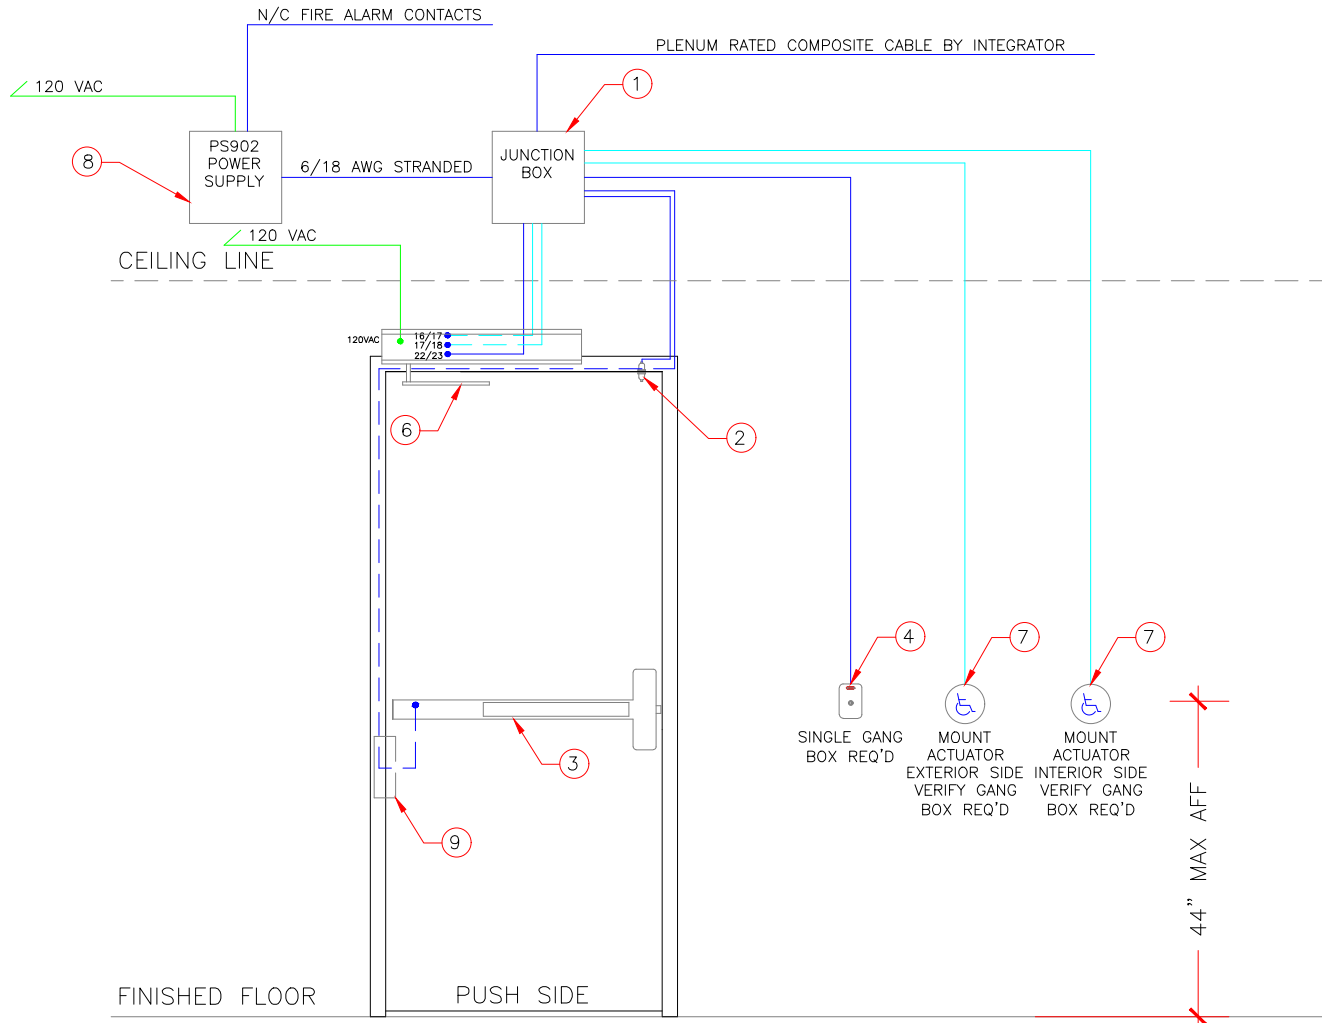 N/C FIRE ALARM CONTACTS
PLENUM RATED COMPOSITE CABLE BY INTEGRATOR
120 VAC
1
PS902
POWER
SUPPLY
8
6/18 AWG STRANDED
JUNCTION
BOX
120 VAC
CEILING LINE
120VAC
16/17
17/18
22/23
6
2
4
7
7
3
SINGLE GANG
BOX REQ'D
MOUNT
ACTUATOR
EXTERIOR SIDE
VERIFY GANG
BOX REQ'D
MOUNT
ACTUATOR
INTERIOR SIDE
VERIFY GANG
BOX REQ'D
9
44" MAX AFF
FINISHED FLOOR
PUSH SIDE